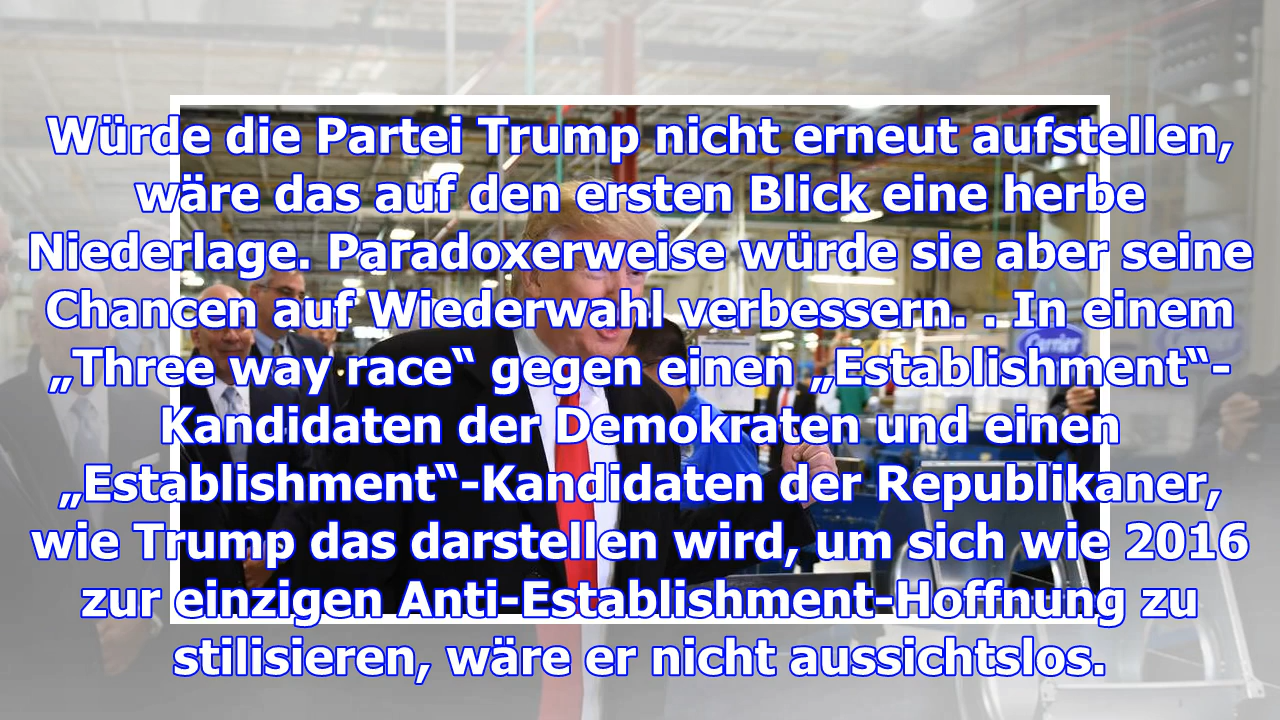 Würde die Partei Trump nicht erneut aufstellen,
wäre das auf den ersten Blick eine herbe
Niederlage. Paradoxerweise würde sie aber seine
Chancen auf Wiederwahl verbessern. . In einem
„Three way race“ gegen einen „Establishment“-
Kandidaten der Demokraten und einen
„Establishment“-Kandidaten der Republikaner,
wie Trump das darstellen wird, um sich wie 2016
zur einzigen Anti-Establishment-Hoffnung zu
stilisieren, wäre er nicht aussichtslos.
Carrier